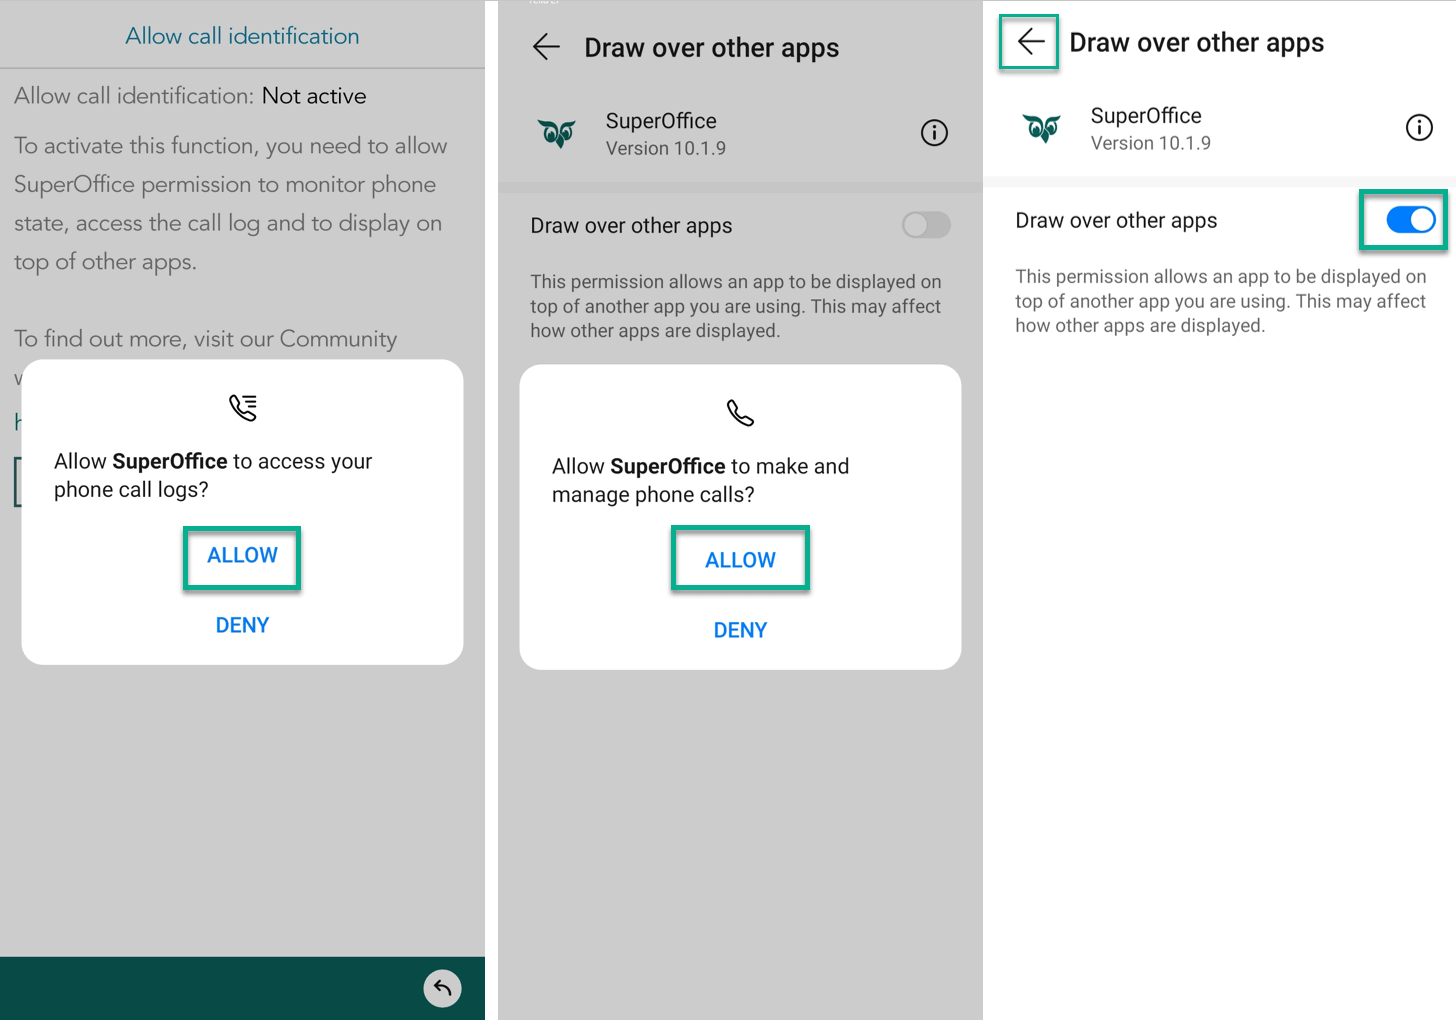 Allow call identification
Allow call identification: Not active
To activate this function, you need to allow
SuperOffice permission to monitor phone
state, access the call log and to display on
top of other apps.
To find out more, visit our Community
Allow SuperOffice to access your
phone call logs?
ALLOW
DENY
Draw over other apps
SuperOffice
Version 10.1.9
Draw over other apps
This permission allows an app to be displayed on
top of another app you are using. This may affect
how other apps are displayed.
Allow SuperOffice to make and
manage phone calls?
ALLOW
DENY
Draw over other apps
SuperOffice
Version 10.1.9
Draw over other apps
This permission allows an app to be displayed on
top of another app you are using. This may affect
how other apps are displayed.